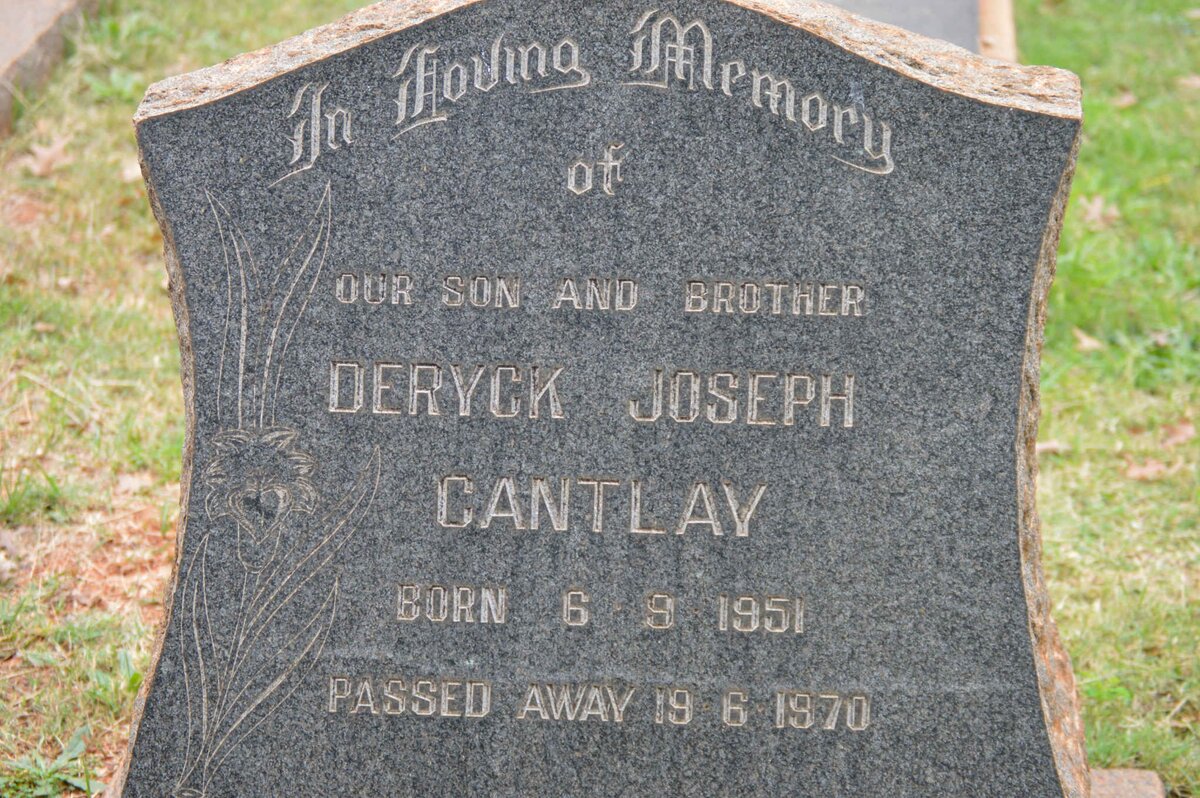 In Loving Memory
of
OUR SON AND BROTHER
DERYCK JOSEPH
CANTLAY
BORN 6·9·1951
PASSED AWAY 19·6·1970